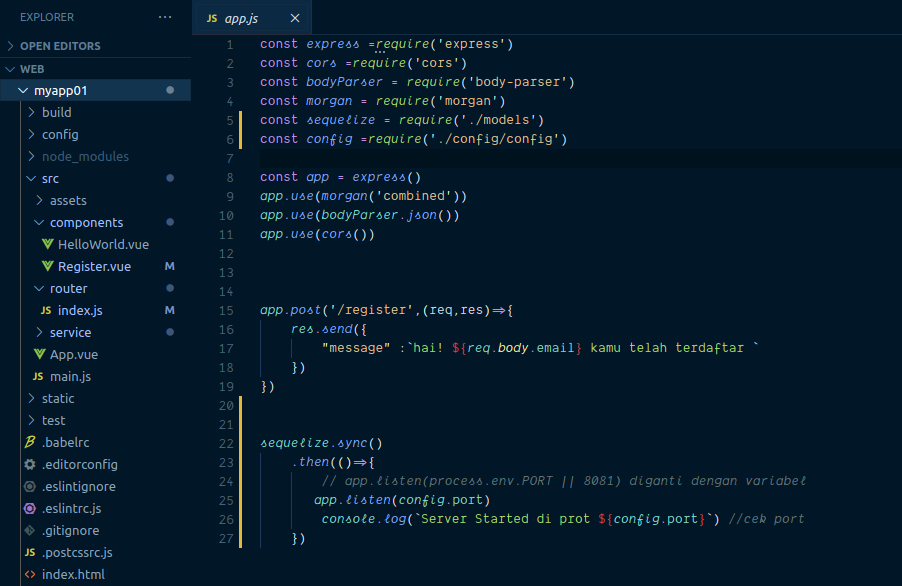 EXPLORER ···
OPEN EDITORS
WEB
myapp01
build
config
node_modules
src
assets
components
HelloWorld.vue
Register.vue M
router
JS index.js M
service
App.vue
JS main.js
static
test
.babelrc
.editorconfig
.eslintignore
.eslintrc.js
.gitignore
JS .postcssrc.js
<> index.html
JS app.js ×
1 const express =require('express')
2 const cors =require('cors')
3 const bodyParser = require('body-parser')
4 const morgan = require('morgan')
5 const sequelize = require('./models')
6 const config =require('./config/config')
7
8 const app = express()
9 app.use(morgan('combined'))
10 app.use(bodyParser.json())
11 app.use(cors())
12
13
14
15 app.post('/register',(req,res)=>{
16 res.send({
17 "message" :`hai! ${req.body.email} kamu telah terdaftar `
18 })
19 })
20
21
22 sequelize.sync()
23 .then(()=>{
24 // app.listen(process.env.PORT || 8081) diganti dengan variabel
25 app.listen(config.port)
26 console.log(`Server Started di prot ${config.port}`) //cek port
27 })